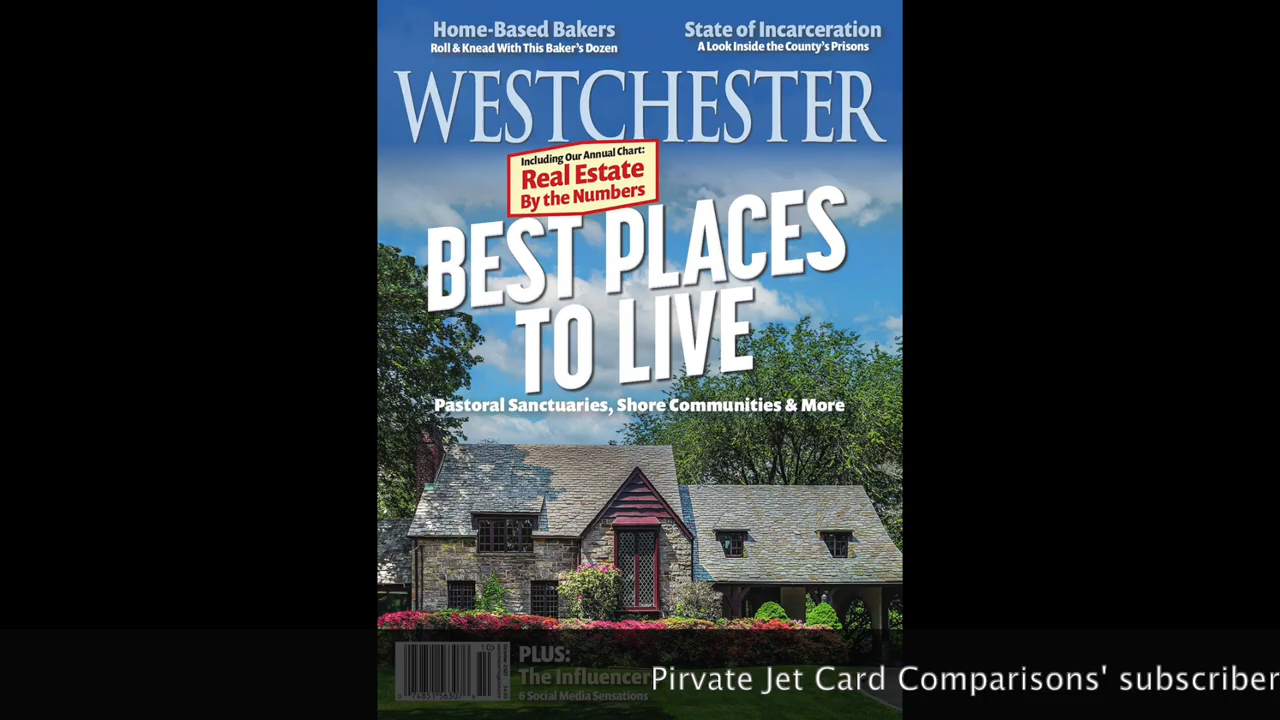 Home-Based Bakers
Roll & Knead With This Baker's Dozen
State of Incarceration
A Look Inside the County's Prisons
WESTCHESTER
Including Our Annual Chart:
Real Estate
By the Numbers
BEST PLACES
TO LIVE
Pastoral Sanctuaries, Shore Communities & More
PLUS:
The Influencer
6 Social Media Sensations
Pirvate Jet Card Comparisons' subscriber